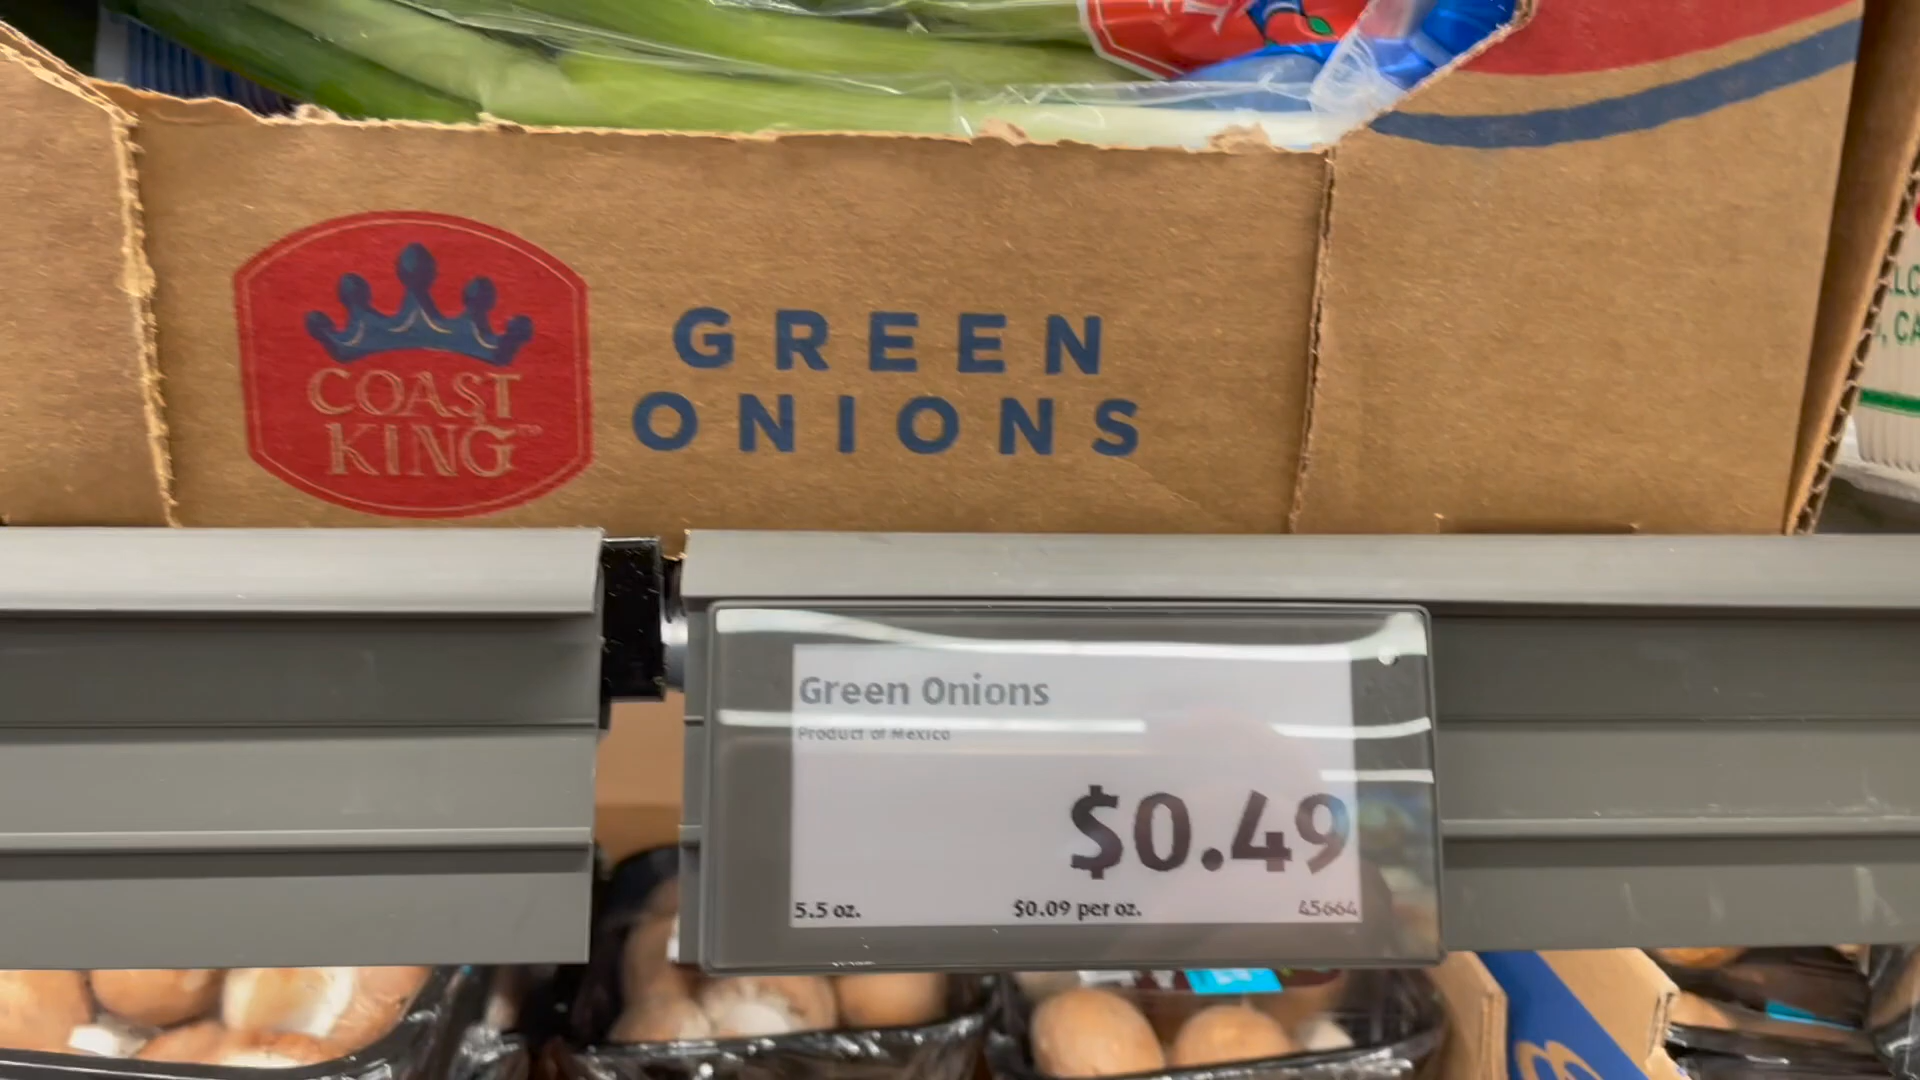 COAST
KING
GREEN
ONIONS
Green Onions
Product of Mexico
$0.49
5.5 oz. $0.09 per oz. 45664